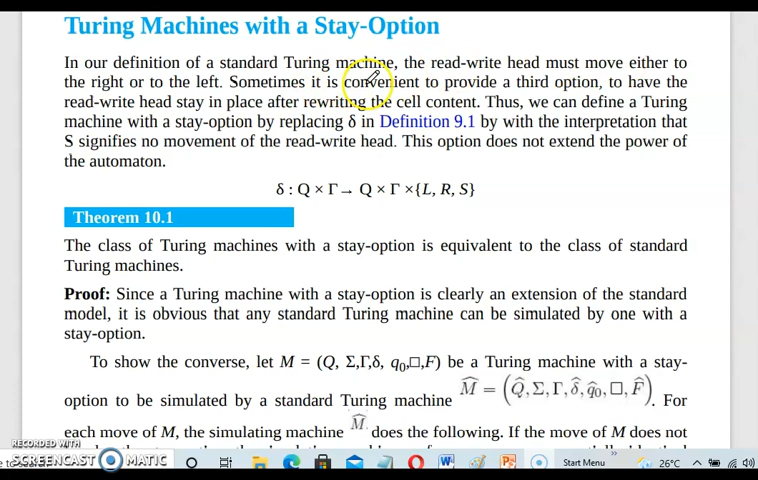 Turing Machines with a Stay-Option
In our definition of a standard Turing machine, the read-write head must move either to
the right or to the left. Sometimes it is convenient to provide a third option, to have the
read-write head stay in place after rewriting the cell content. Thus, we can define a Turing
machine with a stay-option by replacing δ in Definition 9.1 by with the interpretation that
S signifies no movement of the read-write head. This option does not extend the power of
the automaton.
δ : Q × Γ → Q × Γ ×{L, R, S}
Theorem 10.1
The class of Turing machines with a stay-option is equivalent to the class of standard
Turing machines.
Proof: Since a Turing machine with a stay-option is clearly an extension of the standard
model, it is obvious that any standard Turing machine can be simulated by one with a
stay-option.
To show the converse, let M = (Q, Σ,Γ,δ, q₀,□,F) be a Turing machine with a stay-
option to be simulated by a standard Turing machine M̂ = (Q̂, Σ, Γ, δ̂, q̂₀, □, F̂). For
each move of M, the simulating machine M̂ does the following. If the move of M does not
RECORDED WITH
SCREENCAST MATIC
Start Menu
26°C